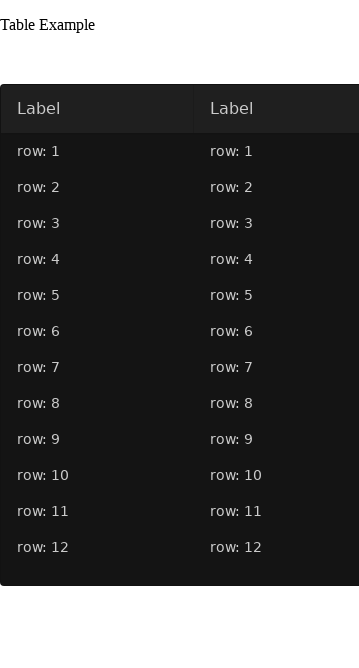 Table Example
Label Label
row: 1 row: 1
row: 2 row: 2
row: 3 row: 3
row: 4 row: 4
row: 5 row: 5
row: 6 row: 6
row: 7 row: 7
row: 8 row: 8
row: 9 row: 9
row: 10 row: 10
row: 11 row: 11
row: 12 row: 12